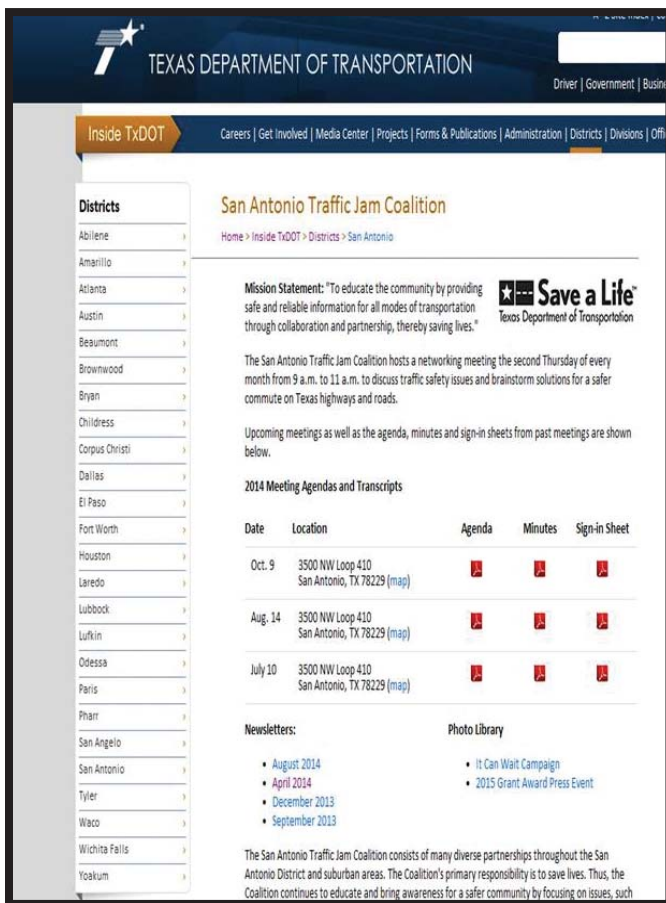 TEXAS DEPARTMENT OF TRANSPORTATION
Driver | Government |
Inside TxDOT
Careers | Get Involved | Media Center | Projects | Forms & Publications | Administration | Districts | Divisions |
Districts
Abilene
Amarillo
Atlanta
Austin
Beaumont
Brownwood
Bryan
Childress
Corpus Christi
Dallas
El Paso
Fort Worth
Houston
Laredo
Lubbock
Lufkin
Odessa
Paris
Pharr
San Angelo
San Antonio
Tyler
Waco
Wichita Falls
Yoakum
San Antonio Traffic Jam Coalition
Home > Inside TxDOT > Districts > San Antonio
Mission Statement: "To educate the community by providing
safe and reliable information for all modes of transportation
through collaboration and partnership, thereby saving lives."
Save a Life™
Texas Department of Transportation
The San Antonio Traffic Jam Coalition hosts a networking meeting the second Thursday of every
month from 9 a.m. to 11 a.m. to discuss traffic safety issues and brainstorm solutions for a safer
commute on Texas highways and roads.
Upcoming meetings as well as the agenda, minutes and sign-in sheets from past meetings are shown
below.
2014 Meeting Agendas and Transcripts
Date Location Agenda Minutes Sign-in Sheet
Oct. 9 3500 NW Loop 410
San Antonio, TX 78229 (map)
Aug. 14 3500 NW Loop 410
San Antonio, TX 78229 (map)
July 10 3500 NW Loop 410
San Antonio, TX 78229 (map)
Newsletters:
• August 2014
• April 2014
• December 2013
• September 2013
Photo Library
• It Can Wait Campaign
• 2015 Grant Award Press Event
The San Antonio Traffic Jam Coalition consists of many diverse partnerships throughout the San
Antonio District and suburban areas. The Coalition's primary responsibility is to save lives. Thus, the
Coalition continues to educate and bring awareness for a safer community by focusing on issues, such